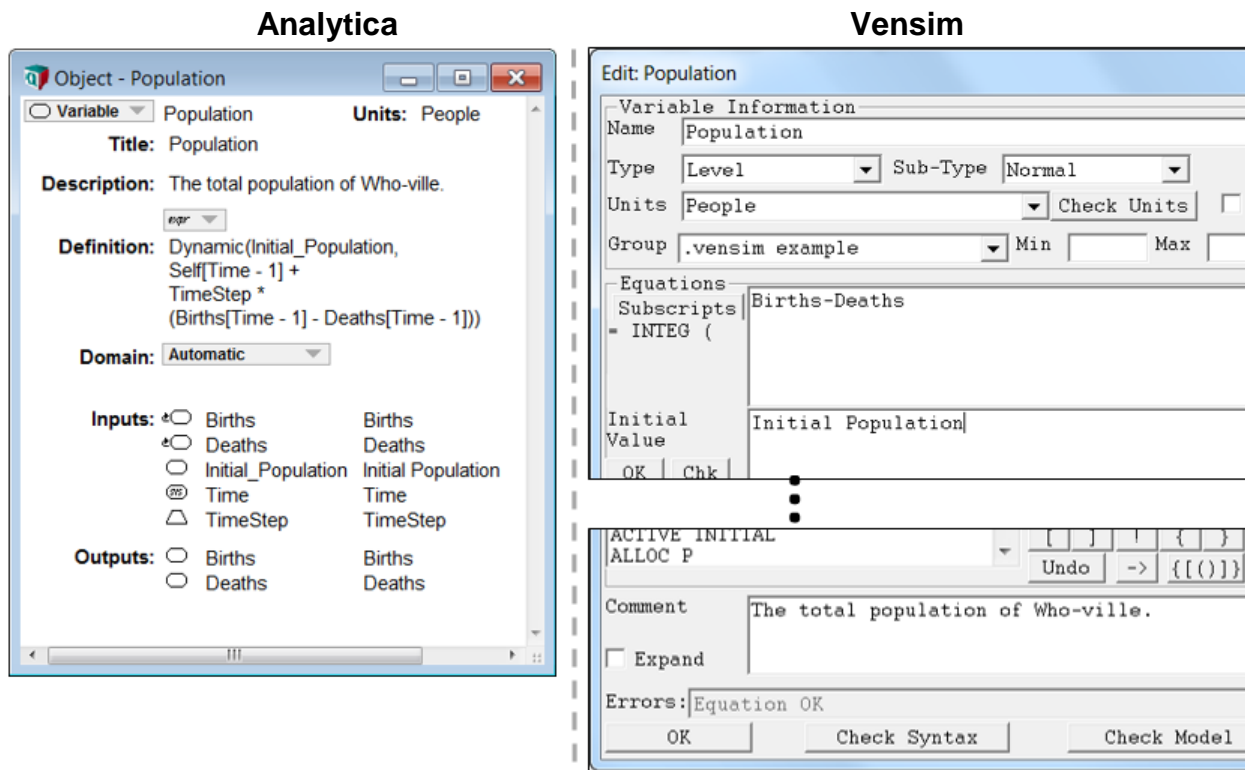 Analytica
Object - Population
Variable Population Units: People
Title: Population
Description: The total population of Who-ville.
expr
Definition: Dynamic(Initial_Population,
Self[Time - 1] +
TimeStep *
(Births[Time - 1] - Deaths[Time - 1]))
Domain: Automatic
Inputs: Births Births
Deaths Deaths
Initial_Population Initial Population
SYS Time Time
TimeStep TimeStep
Outputs: Births Births
Deaths Deaths
Vensim
Edit: Population
Variable Information
Name Population
Type Level Sub-Type Normal
Units People Check Units
Group .vensim example Min Max
Equations
Subscripts Births-Deaths
= INTEG (
Initial Initial Population
Value
OK Chk
ACTIVE INITIAL [ ] ! { }
ALLOC P
Undo -> {[()]}
Comment The total population of Who-ville.
Expand
Errors: Equation OK
OK Check Syntax Check Model